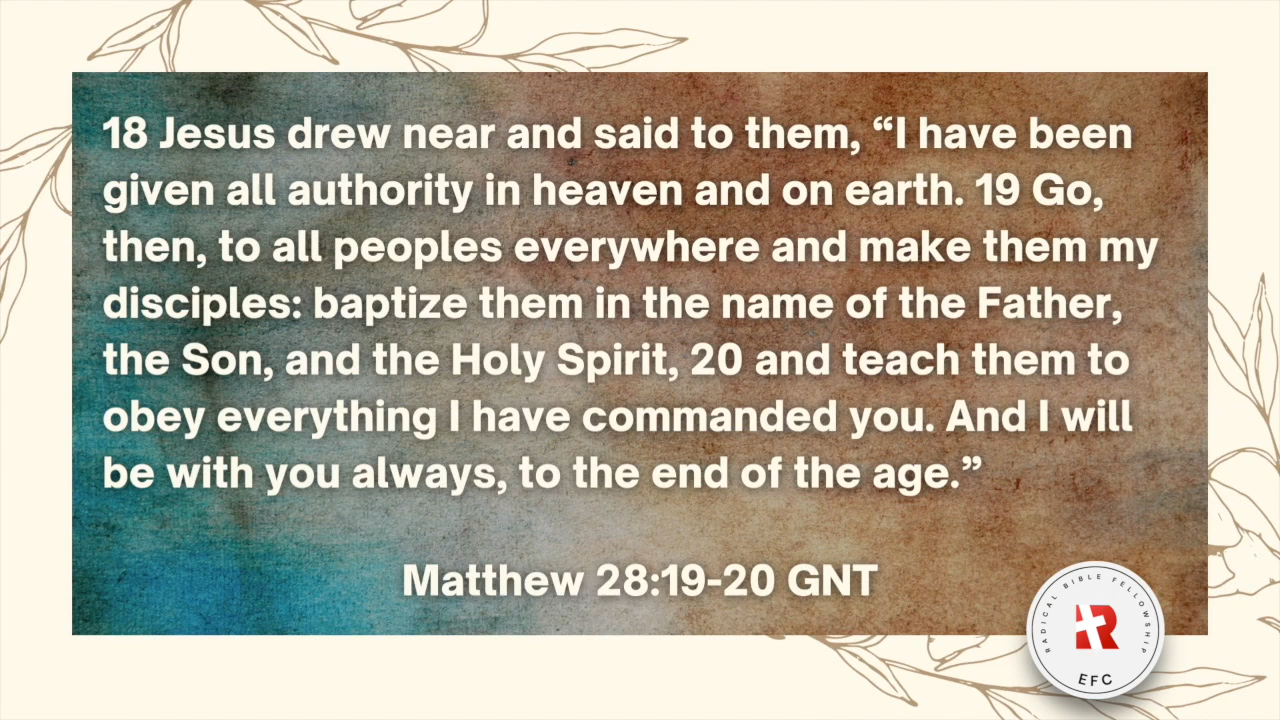 18 Jesus drew near and said to them, “I have been
given all authority in heaven and on earth. 19 Go,
then, to all peoples everywhere and make them my
disciples: baptize them in the name of the Father,
the Son, and the Holy Spirit, 20 and teach them to
obey everything I have commanded you. And I will
be with you always, to the end of the age.”
Matthew 28:19-20 GNT
RADICAL BIBLE FELLOWSHIP
R
EFC